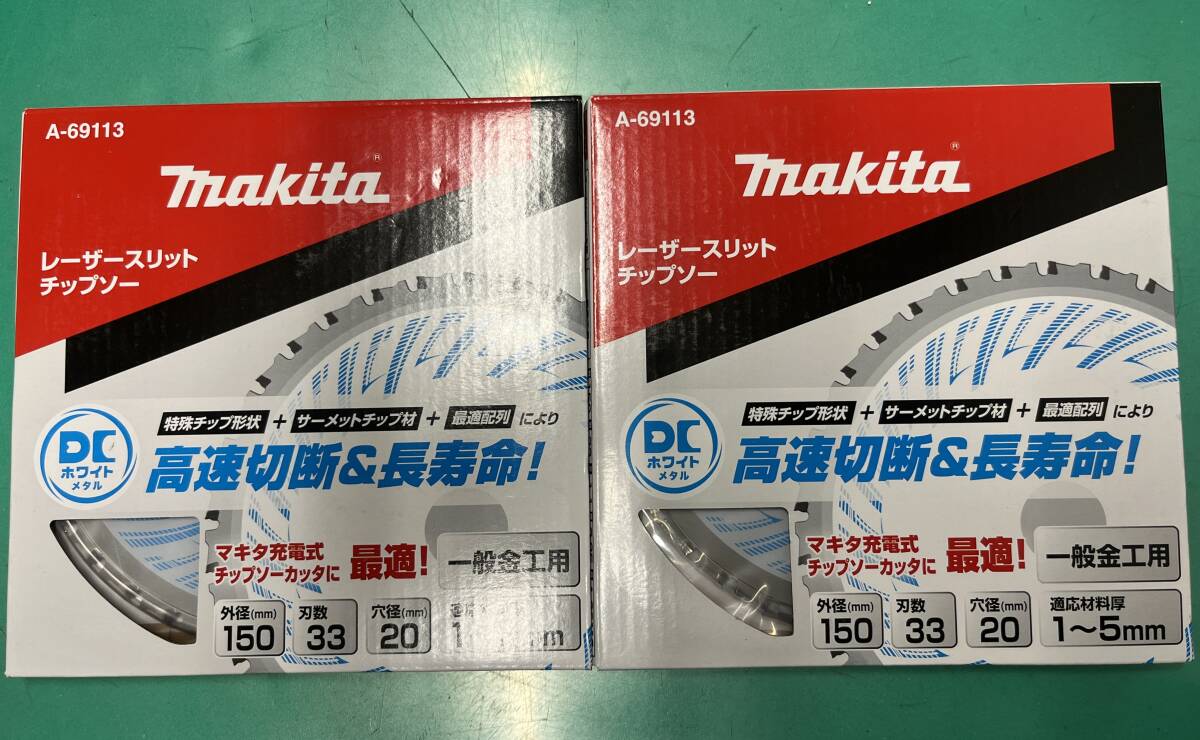 A-69113
makita®
レーザースリット
チップソー
特殊チップ形状 + サーメットチップ材 + 最適配列 により
DC
ホワイト
メタル
高速切断&長寿命!
マキタ充電式
チップソーカッタに
最適!
一般金工用
外径(mm)
150
刃数
33
穴径(mm)
20
A-69113
makita®
レーザースリット
チップソー
特殊チップ形状 + サーメットチップ材 + 最適配列 により
DC
ホワイト
メタル
高速切断&長寿命!
マキタ充電式
チップソーカッタに
最適!
一般金工用
外径(mm)
150
刃数
33
穴径(mm)
20
適応材料厚
1~5mm